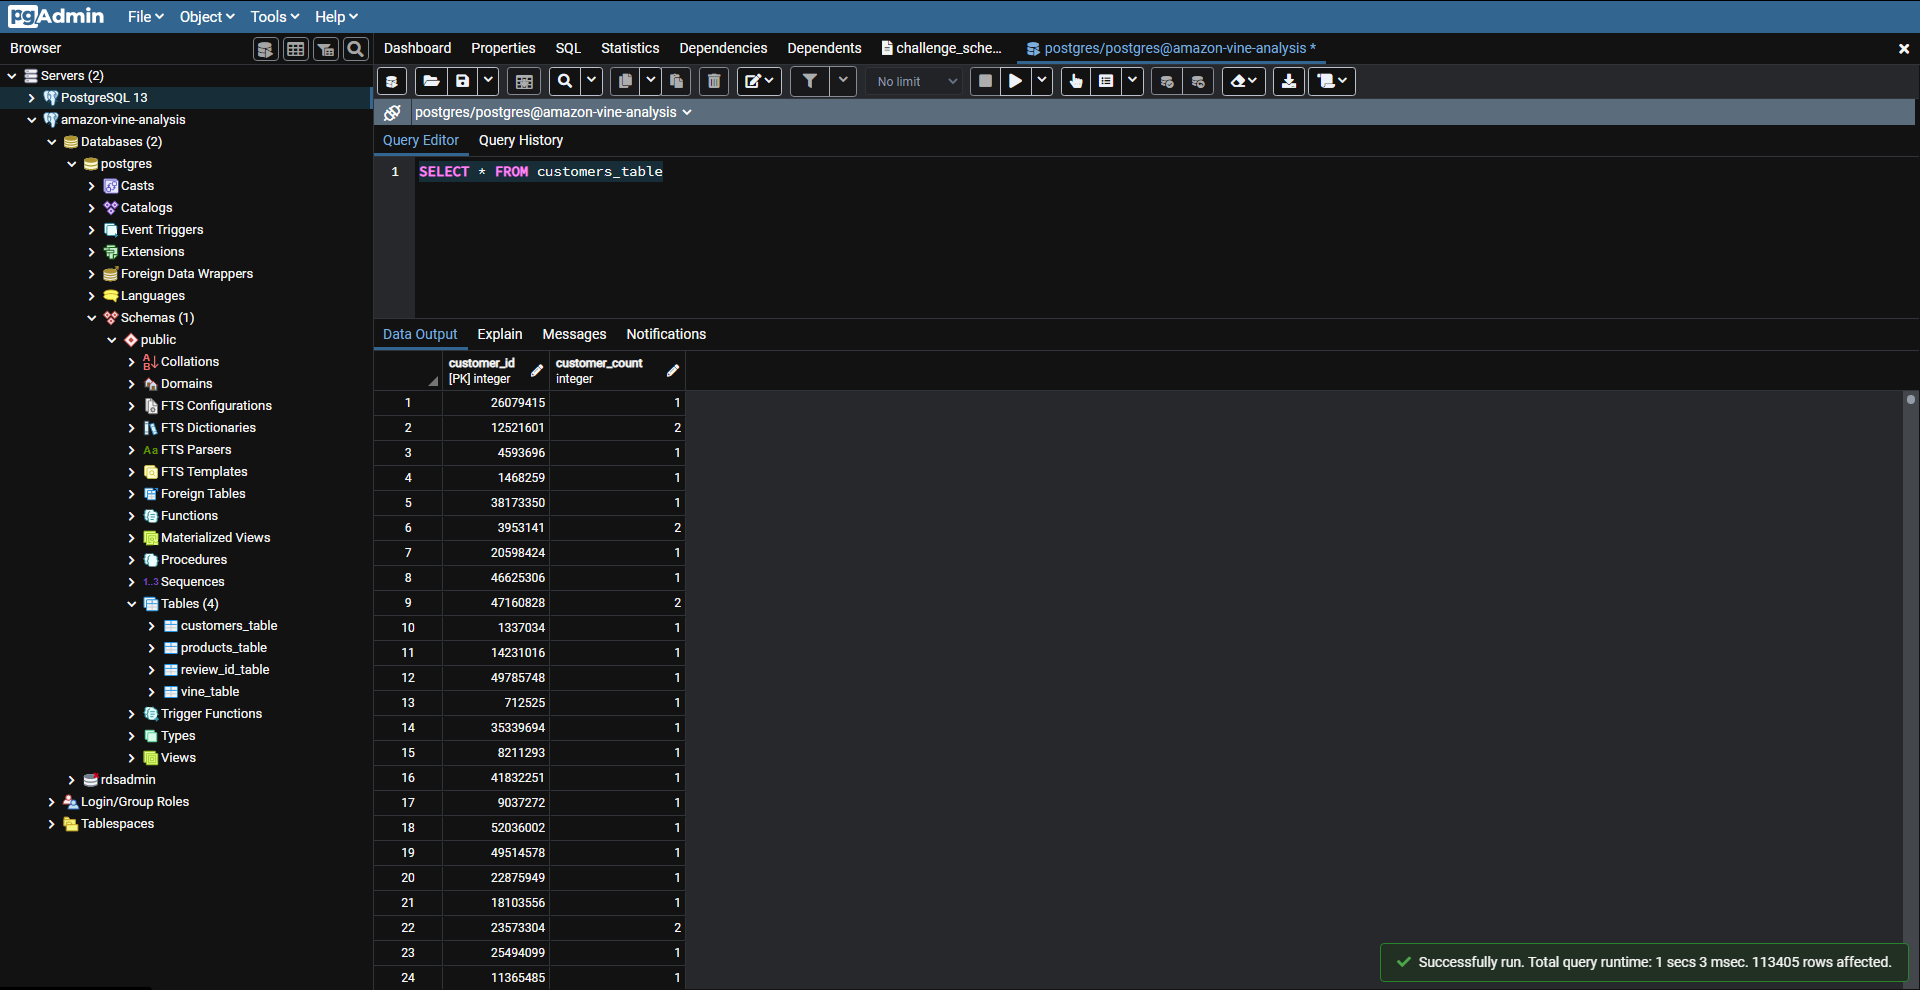 pgAdmin File Object Tools Help
Browser
Dashboard Properties SQL Statistics Dependencies Dependents challenge_sche... postgres/postgres@amazon-vine-analysis *
Servers (2)
PostgreSQL 13
amazon-vine-analysis
Databases (2)
postgres
Casts
Catalogs
Event Triggers
Extensions
Foreign Data Wrappers
Languages
Schemas (1)
public
Collations
Domains
FTS Configurations
FTS Dictionaries
Aa FTS Parsers
FTS Templates
Foreign Tables
Functions
Materialized Views
Procedures
1..3 Sequences
Tables (4)
customers_table
products_table
review_id_table
vine_table
Trigger Functions
Types
Views
rdsadmin
Login/Group Roles
Tablespaces
No limit
postgres/postgres@amazon-vine-analysis
Query Editor Query History
1 SELECT * FROM customers_table
Data Output Explain Messages Notifications
customer_id customer_count
[PK] integer integer
1 26079415 1
2 12521601 2
3 4593696 1
4 1468259 1
5 38173350 1
6 3953141 2
7 20598424 1
8 46625306 1
9 47160828 2
10 1337034 1
11 14231016 1
12 49785748 1
13 712525 1
14 35339694 1
15 8211293 1
16 41832251 1
17 9037272 1
18 52036002 1
19 49514578 1
20 22875949 1
21 18103556 1
22 23573304 2
23 25494099 1
24 11365485 1
Successfully run. Total query runtime: 1 secs 3 msec. 113405 rows affected.